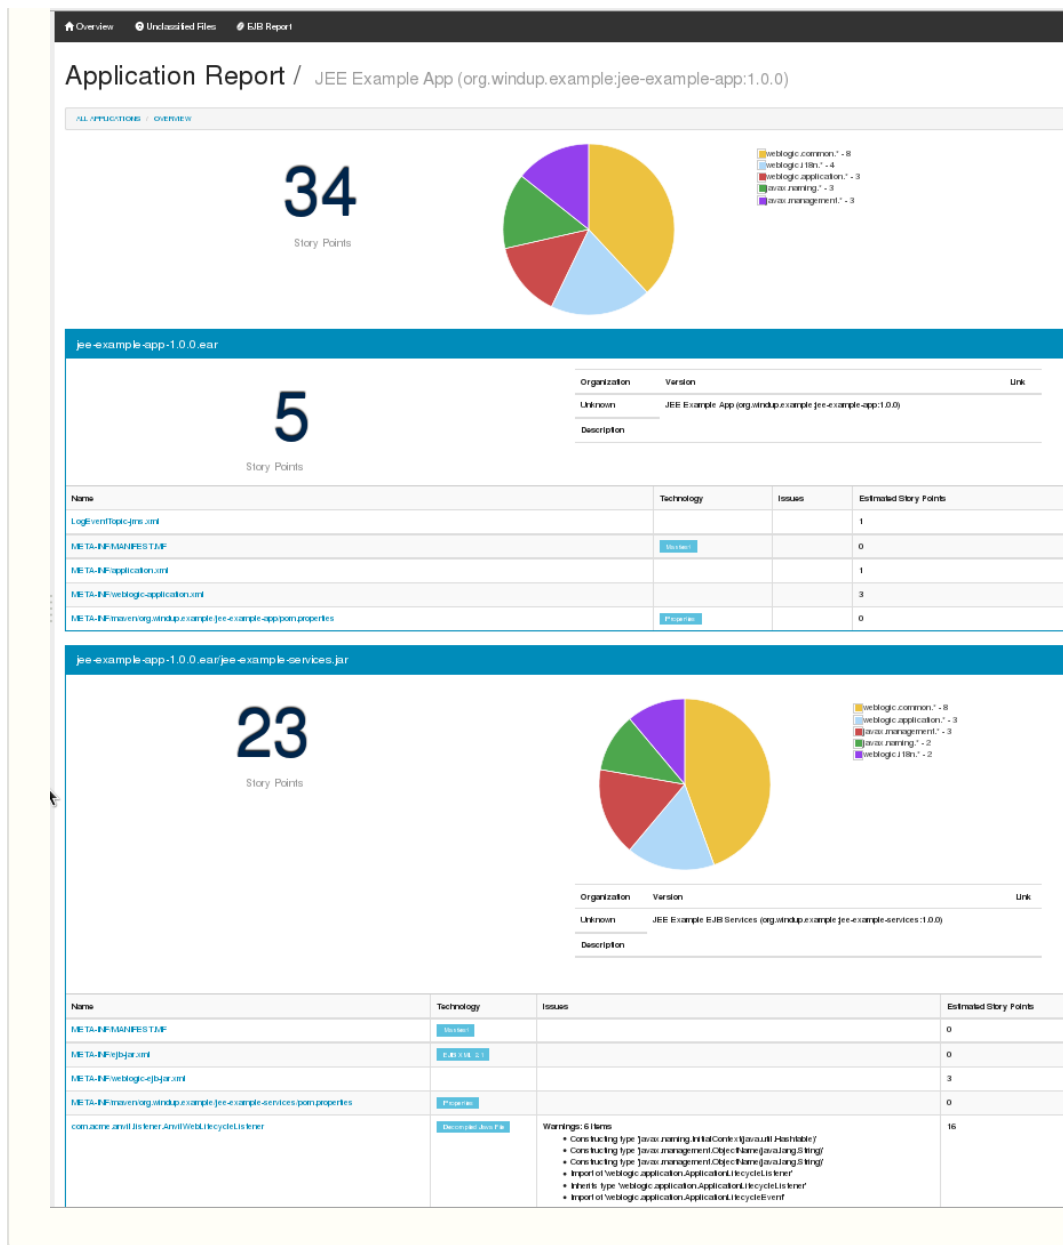 Overview Unclassified Files EJB Report
Application Report / JEE Example App (org.windup.example:jee-example-app:1.0.0)
ALL APPLICATIONS / OVERVIEW
34
Story Points
weblogic.common.* - 8
weblogic.i18n.* - 4
weblogic.application.* - 3
javax.naming.* - 3
javax.management.* - 3
jee-example-app-1.0.0.ear
5
Story Points
Organization Version Link
Unknown JEE Example App (org.windup.example:jee-example-app:1.0.0)
Description
Name Technology Issues Estimated Story Points
LogEventTopic-jms.xml 1
META-INF/MANIFEST.MF Manifest 0
META-INF/application.xml 1
META-INF/weblogic-application.xml 3
META-INF/maven/org.windup.example/jee-example-app/pom.properties Properties 0
jee-example-app-1.0.0.ear/jee-example-services.jar
23
Story Points
weblogic.common.* - 8
weblogic.application.* - 3
javax.management.* - 3
javax.naming.* - 2
weblogic.i18n.* - 2
Organization Version Link
Unknown JEE Example EJB Services (org.windup.example:jee-example-services:1.0.0)
Description
Name Technology Issues Estimated Story Points
META-INF/MANIFEST.MF Manifest 0
META-INF/ejb-jar.xml EJB XML 2.1 0
META-INF/weblogic-ejb-jar.xml 3
META-INF/maven/org.windup.example/jee-example-services/pom.properties Properties 0
com.acme.anvil.listener.AnvilWebLifecycleListener Decompiled Java File Warnings: 6 items 16
• Constructing type 'javax.naming.InitialContext(java.util.Hashtable)'
• Constructing type 'javax.management.ObjectName(java.lang.String)'
• Constructing type 'javax.management.ObjectName(java.lang.String)'
• Import of 'weblogic.application.ApplicationLifecycleListener'
• Inherits type 'weblogic.application.ApplicationLifecycleListener'
• Import of 'weblogic.application.ApplicationLifecycleEvent'